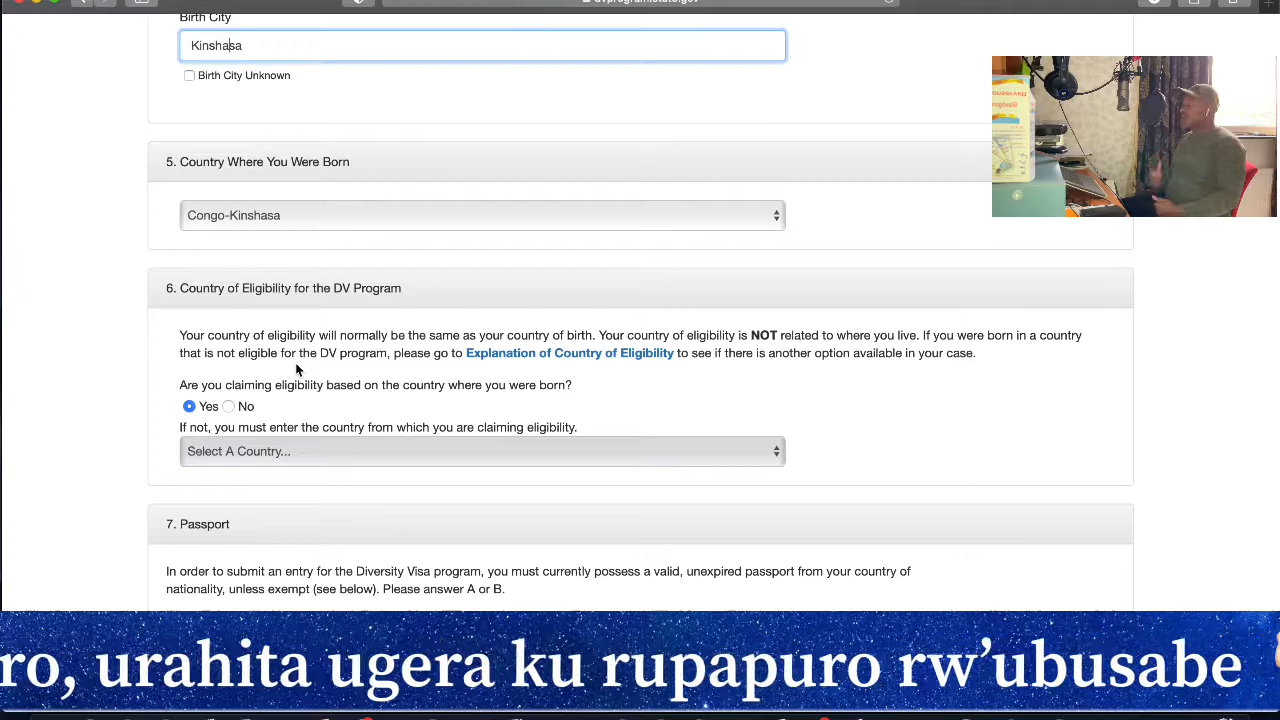 Birth City
Kinshasa
Birth City Unknown
5. Country Where You Were Born
Congo-Kinshasa
6. Country of Eligibility for the DV Program
Your country of eligibility will normally be the same as your country of birth. Your country of eligibility is NOT related to where you live. If you were born in a country
that is not eligible for the DV program, please go to Explanation of Country of Eligibility to see if there is another option available in your case.
Are you claiming eligibility based on the country where you were born?
Yes No
If not, you must enter the country from which you are claiming eligibility.
Select A Country...
7. Passport
In order to submit an entry for the Diversity Visa program, you must currently possess a valid, unexpired passport from your country of
nationality, unless exempt (see below). Please answer A or B.
ro, urahita ugera ku rupapuro rw’ubusabe